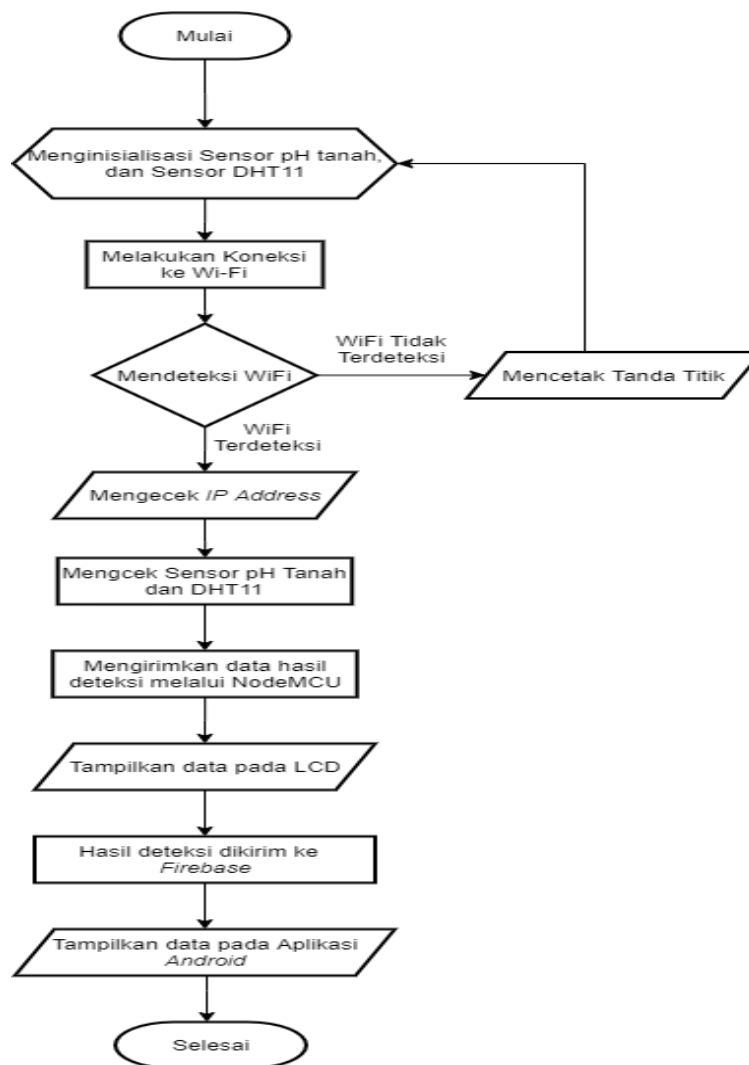 Mulai
Menginisialisasi Sensor pH tanah,
dan Sensor DHT11
Melakukan Koneksi
ke Wi-Fi
Mendeteksi WiFi
WiFi Tidak
Terdeteksi
Mencetak Tanda Titik
WiFi
Terdeteksi
Mengecek IP Address
Mengcek Sensor pH Tanah
dan DHT11
Mengirimkan data hasil
deteksi melalui NodeMCU
Tampilkan data pada LCD
Hasil deteksi dikirim ke
Firebase
Tampilkan data pada Aplikasi
Android
Selesai